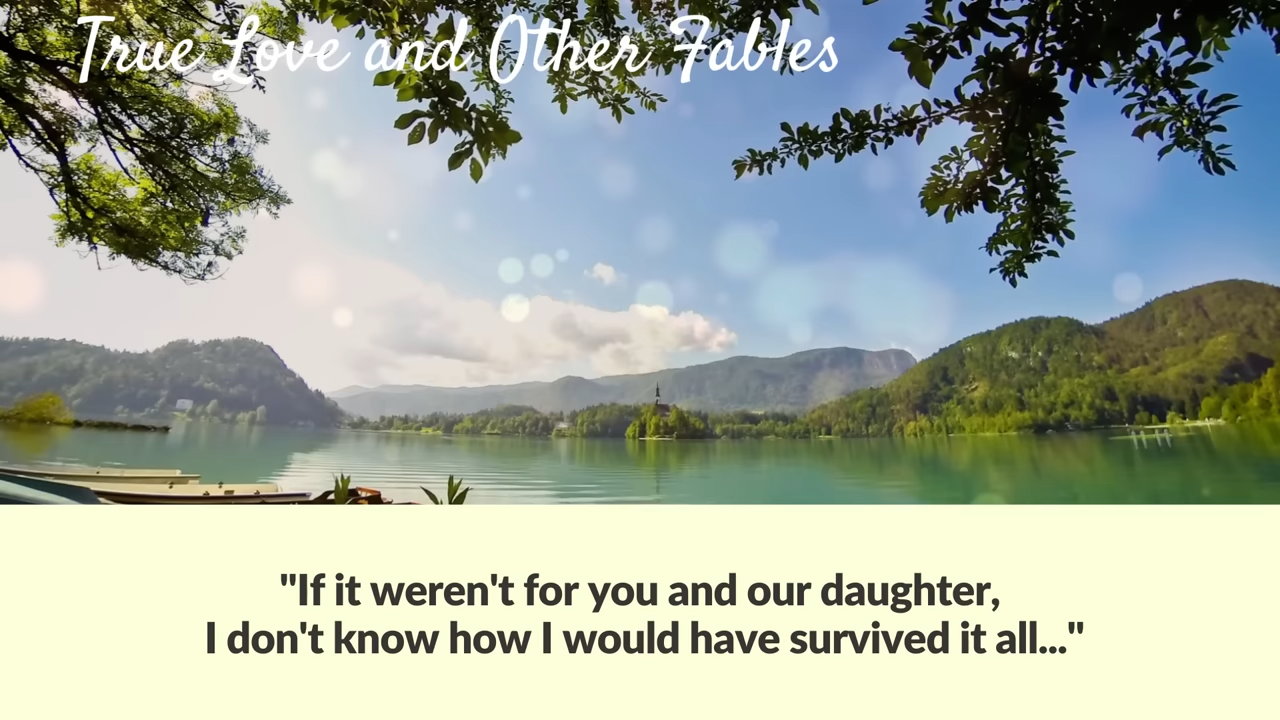 True Love and Other Fables
"If it weren't for you and our daughter,
I don't know how I would have survived it all..."